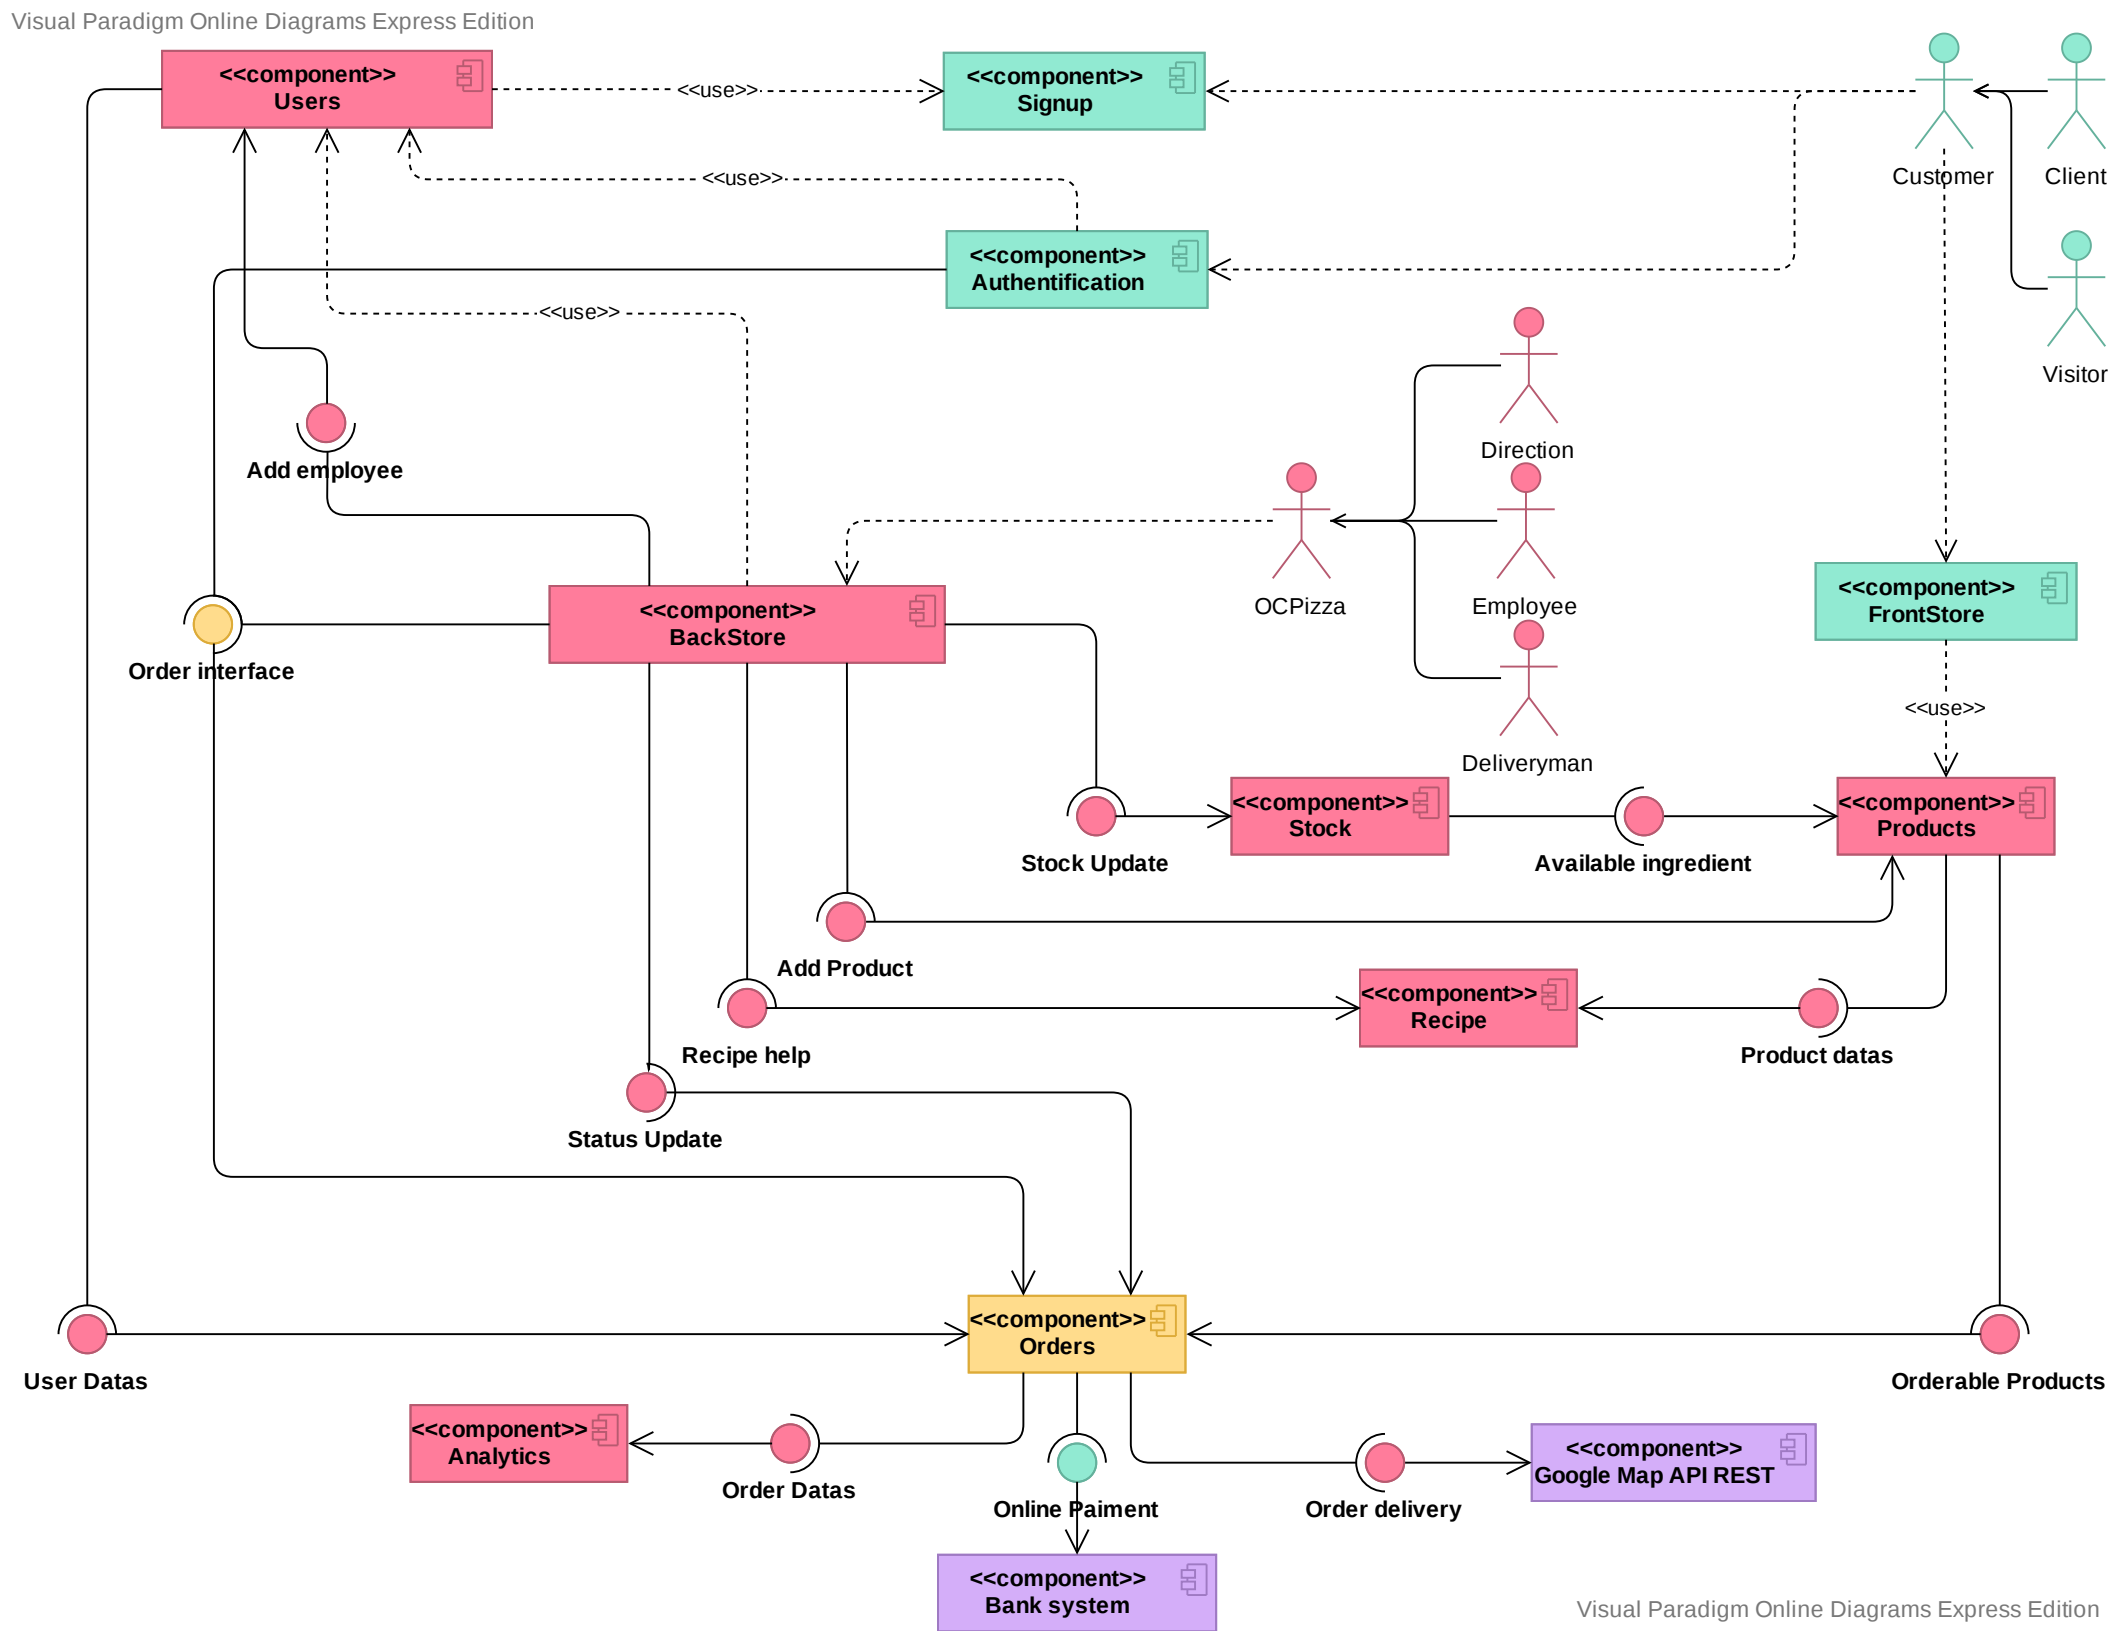 Visual Paradigm Online Diagrams Express Edition
<<component>>
Users
<<use>>
<<component>>
Signup
Customer
Client
<<use>>
<<component>>
Authentification
<<use>>
Visitor
Direction
Add employee
OCPizza
Employee
<<component>>
FrontStore
<<component>>
BackStore
Order interface
<<use>>
Deliveryman
<<component>>
Stock
<<component>>
Products
Stock Update
Available ingredient
Add Product
<<component>>
Recipe
Recipe help
Product datas
Status Update
<<component>>
Orders
User Datas
Orderable Products
<<component>>
Analytics
Order Datas
Online Paiment
Order delivery
<<component>>
Google Map API REST
<<component>>
Bank system
Visual Paradigm Online Diagrams Express Edition